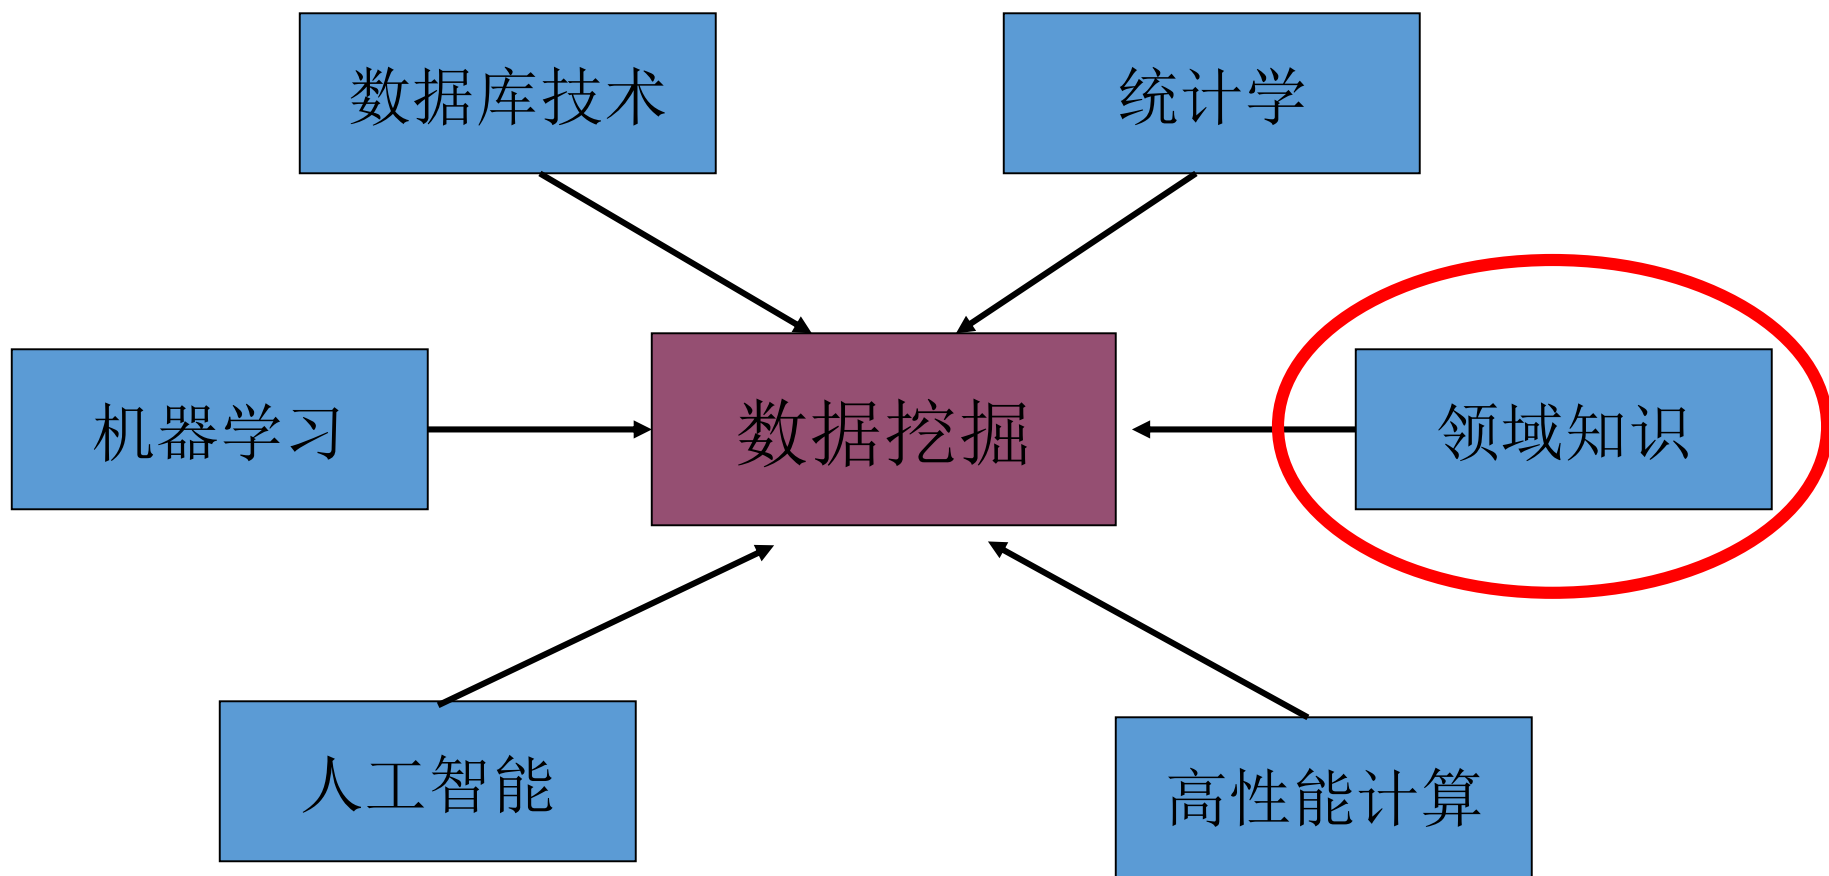 数据库技术
统计学
机器学习
数据挖掘
领域知识
人工智能
高性能计算